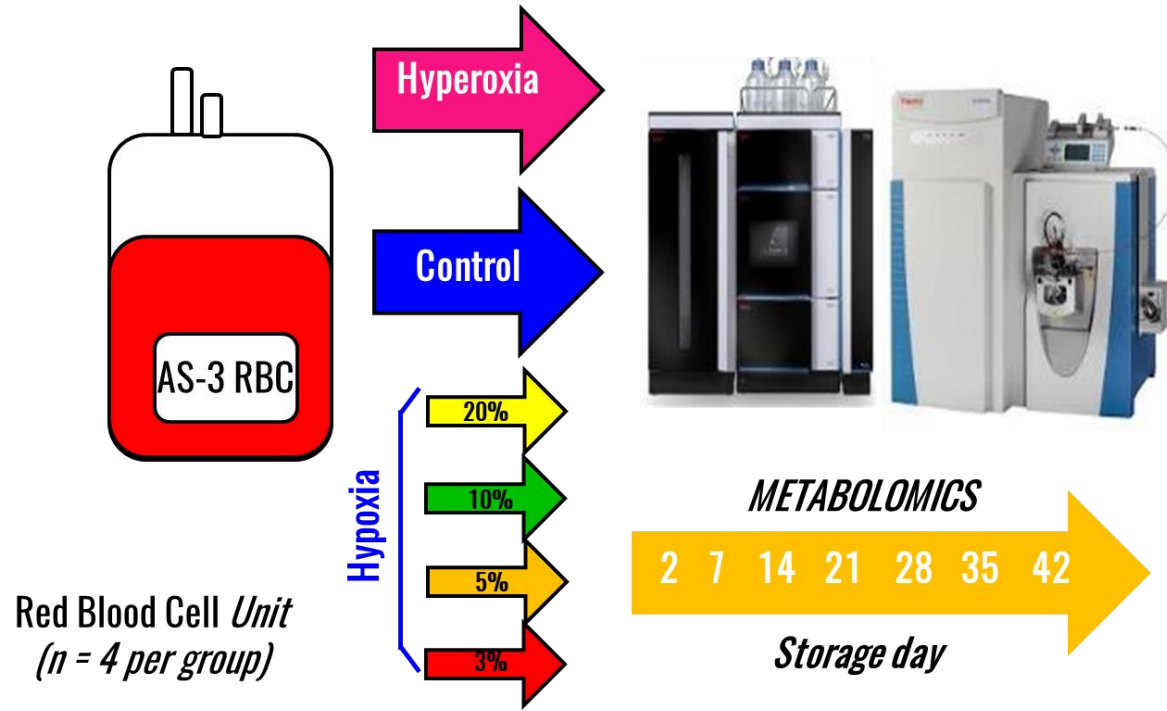 Hyperoxia
Control
AS-3 RBC
Hypoxia
20%
10%
5%
3%
Red Blood Cell Unit
(n = 4 per group)
METABOLOMICS
2 7 14 21 28 35 42
Storage day